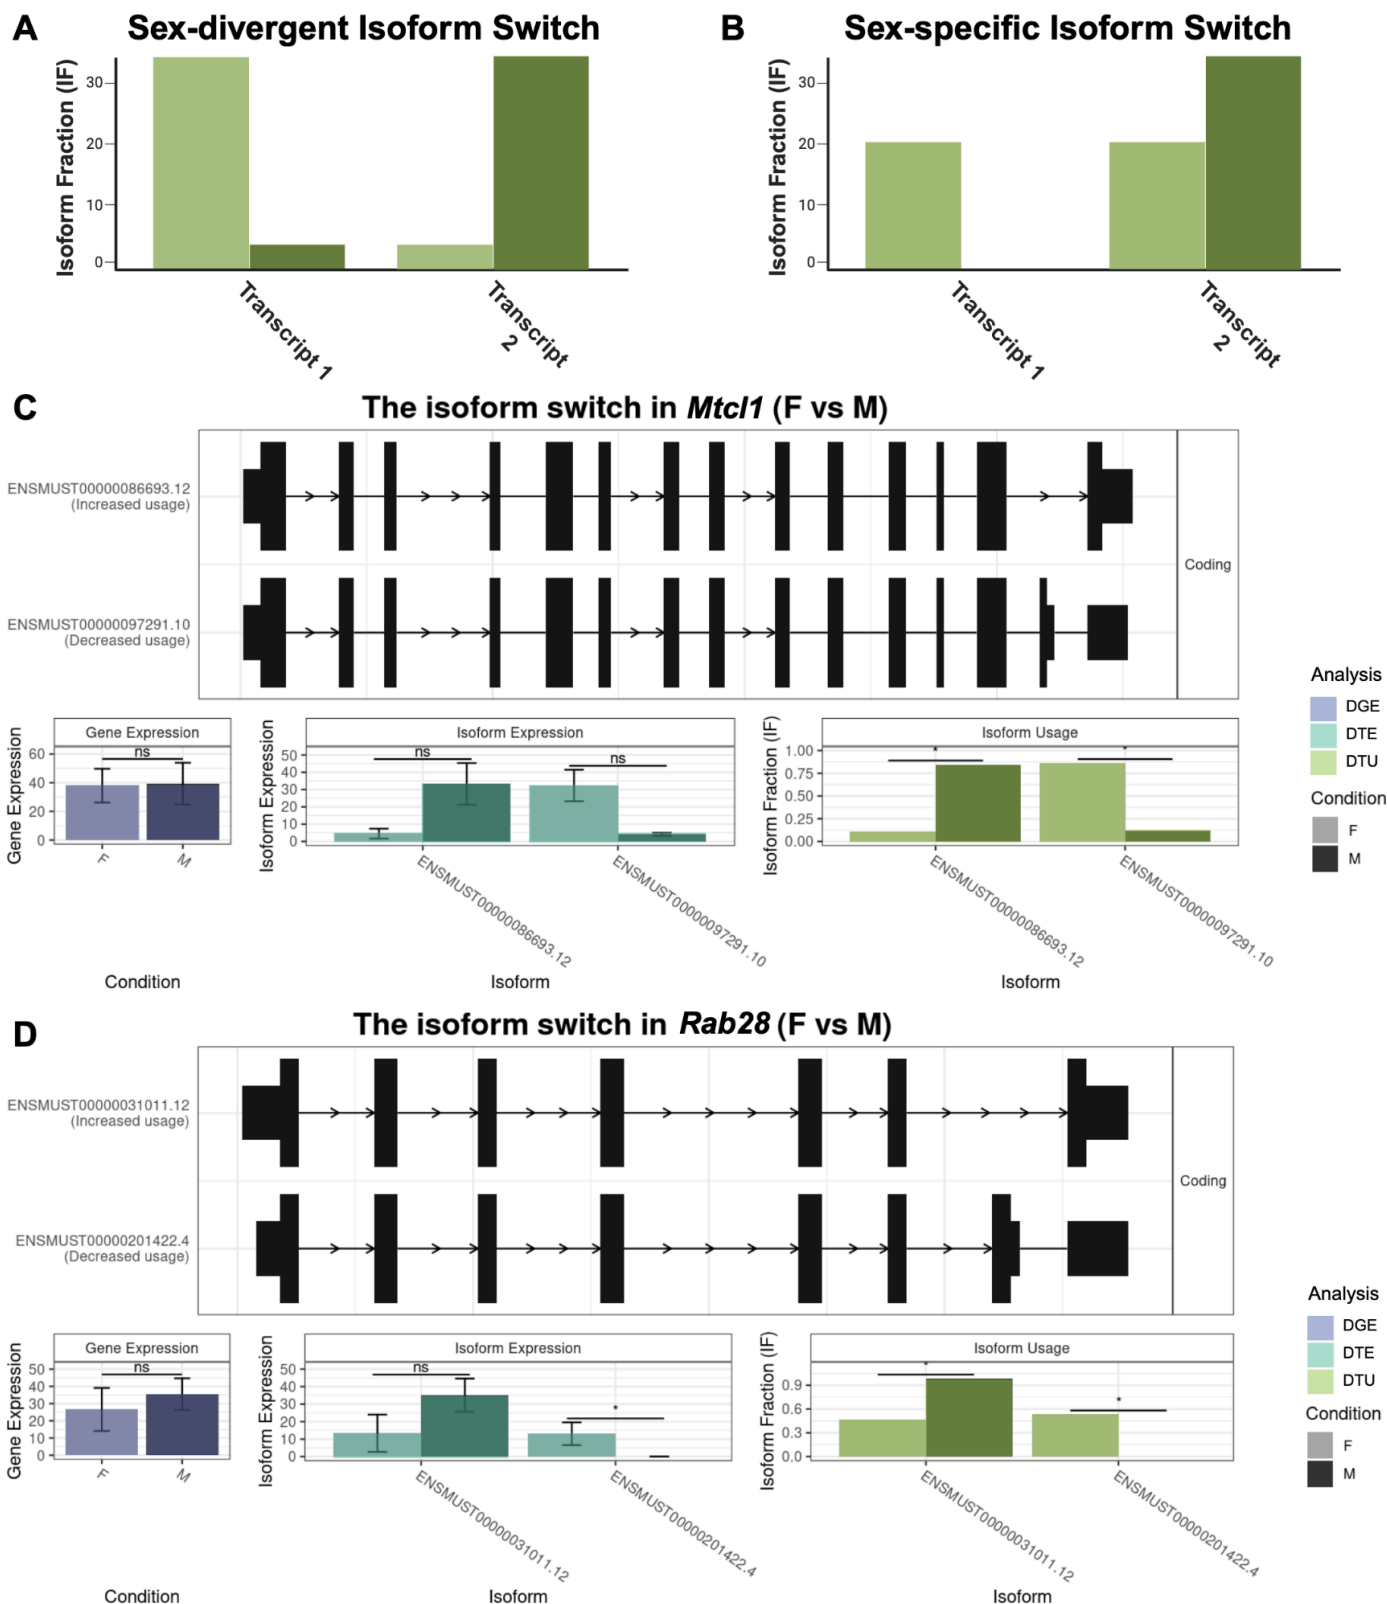 A
Sex-divergent Isoform Switch
Isoform Fraction (IF)
30
20
10
0
Transcript 1
Transcript
2
B
Sex-specific Isoform Switch
Isoform Fraction (IF)
30
20
10
0
Transcript 1
Transcript
2
C
The isoform switch in Mtcl1 (F vs M)
ENSMUST00000086693.12
(Increased usage)
ENSMUST00000097291.10
(Decreased usage)
Coding
Gene Expression
Gene Expression
60
40
20
0
ns
F
M
Condition
Isoform Expression
Isoform Expression
50
40
30
20
10
0
ns
ns
ENSMUST00000086693.12
ENSMUST00000097291.10
Isoform
Isoform Usage
Isoform Fraction (IF)
1.00
0.75
0.50
0.25
0.00
*
*
ENSMUST00000086693.12
ENSMUST00000097291.10
Isoform
Analysis
DGE
DTE
DTU
Condition
F
M
D
The isoform switch in Rab28 (F vs M)
ENSMUST00000031011.12
(Increased usage)
ENSMUST00000201422.4
(Decreased usage)
Coding
Gene Expression
Gene Expression
50
40
30
20
10
0
ns
F
M
Condition
Isoform Expression
Isoform Expression
50
40
30
20
10
0
ns
*
ENSMUST00000031011.12
ENSMUST00000201422.4
Isoform
Isoform Usage
Isoform Fraction (IF)
0.9
0.6
0.3
0.0
*
*
ENSMUST00000031011.12
ENSMUST00000201422.4
Isoform
Analysis
DGE
DTE
DTU
Condition
F
M